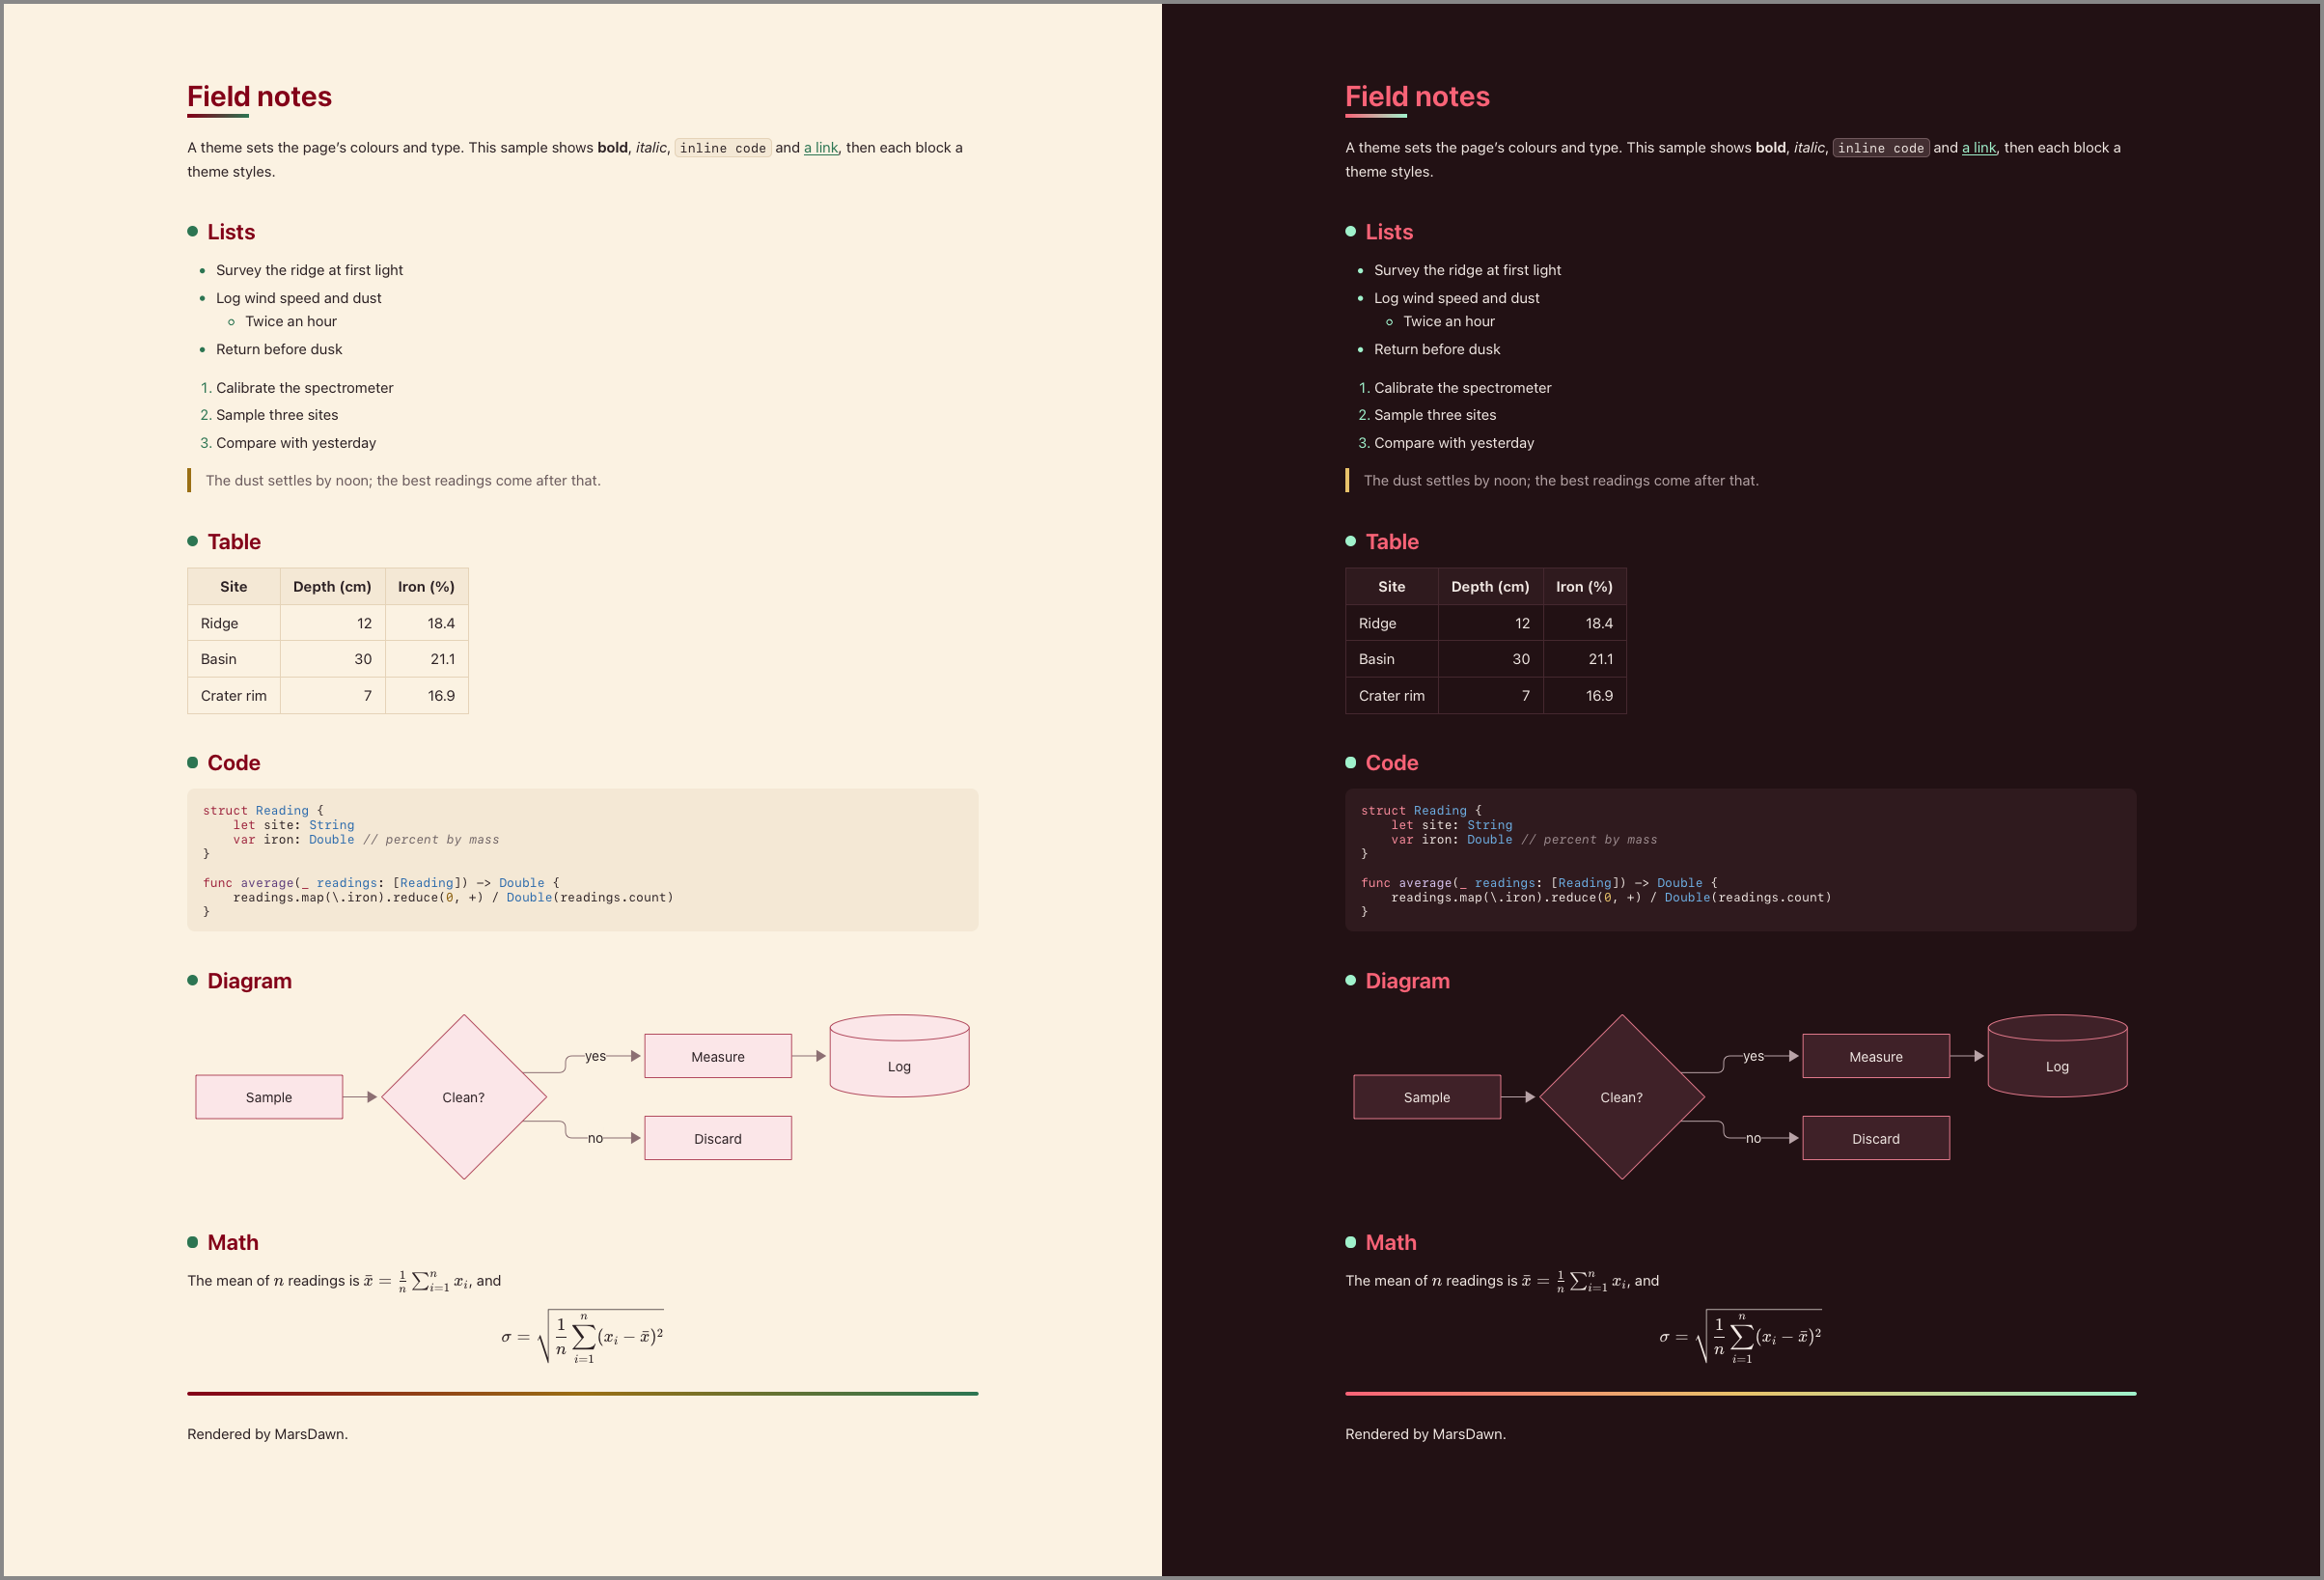 Field notes
A theme sets the page's colours and type. This sample shows bold, italic, inline code and a link, then each block a
theme styles.
Lists
• Survey the ridge at first light
• Log wind speed and dust
◦ Twice an hour
• Return before dusk
1. Calibrate the spectrometer
2. Sample three sites
3. Compare with yesterday
The dust settles by noon; the best readings come after that.
Table
Site Depth (cm) Iron (%)
Ridge 12 18.4
Basin 30 21.1
Crater rim 7 16.9
Code
struct Reading {
    let site: String
    var iron: Double // percent by mass
}
func average(_ readings: [Reading]) -> Double {
    readings.map(\.iron).reduce(0, +) / Double(readings.count)
}
Diagram
Sample
Clean?
yes
Measure
Log
no
Discard
Math
The mean of n readings is x̄ = 1/n ∑ᵢ₌₁ⁿ xᵢ, and
σ = √(1/n ∑ᵢ₌₁ⁿ (xᵢ − x̄)²)
Rendered by MarsDawn.
Field notes
A theme sets the page's colours and type. This sample shows bold, italic, inline code and a link, then each block a
theme styles.
Lists
• Survey the ridge at first light
• Log wind speed and dust
◦ Twice an hour
• Return before dusk
1. Calibrate the spectrometer
2. Sample three sites
3. Compare with yesterday
The dust settles by noon; the best readings come after that.
Table
Site Depth (cm) Iron (%)
Ridge 12 18.4
Basin 30 21.1
Crater rim 7 16.9
Code
struct Reading {
    let site: String
    var iron: Double // percent by mass
}
func average(_ readings: [Reading]) -> Double {
    readings.map(\.iron).reduce(0, +) / Double(readings.count)
}
Diagram
Sample
Clean?
yes
Measure
Log
no
Discard
Math
The mean of n readings is x̄ = 1/n ∑ᵢ₌₁ⁿ xᵢ, and
σ = √(1/n ∑ᵢ₌₁ⁿ (xᵢ − x̄)²)
Rendered by MarsDawn.